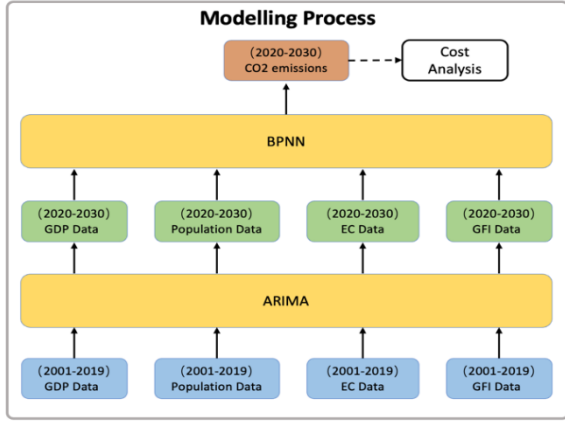 Modelling Process
(2020-2030)
CO2 emissions
Cost
Analysis
BPNN
(2020-2030)
GDP Data
(2020-2030)
Population Data
(2020-2030)
EC Data
(2020-2030)
GFI Data
ARIMA
(2001-2019)
GDP Data
(2001-2019)
Population Data
(2001-2019)
EC Data
(2001-2019)
GFI Data